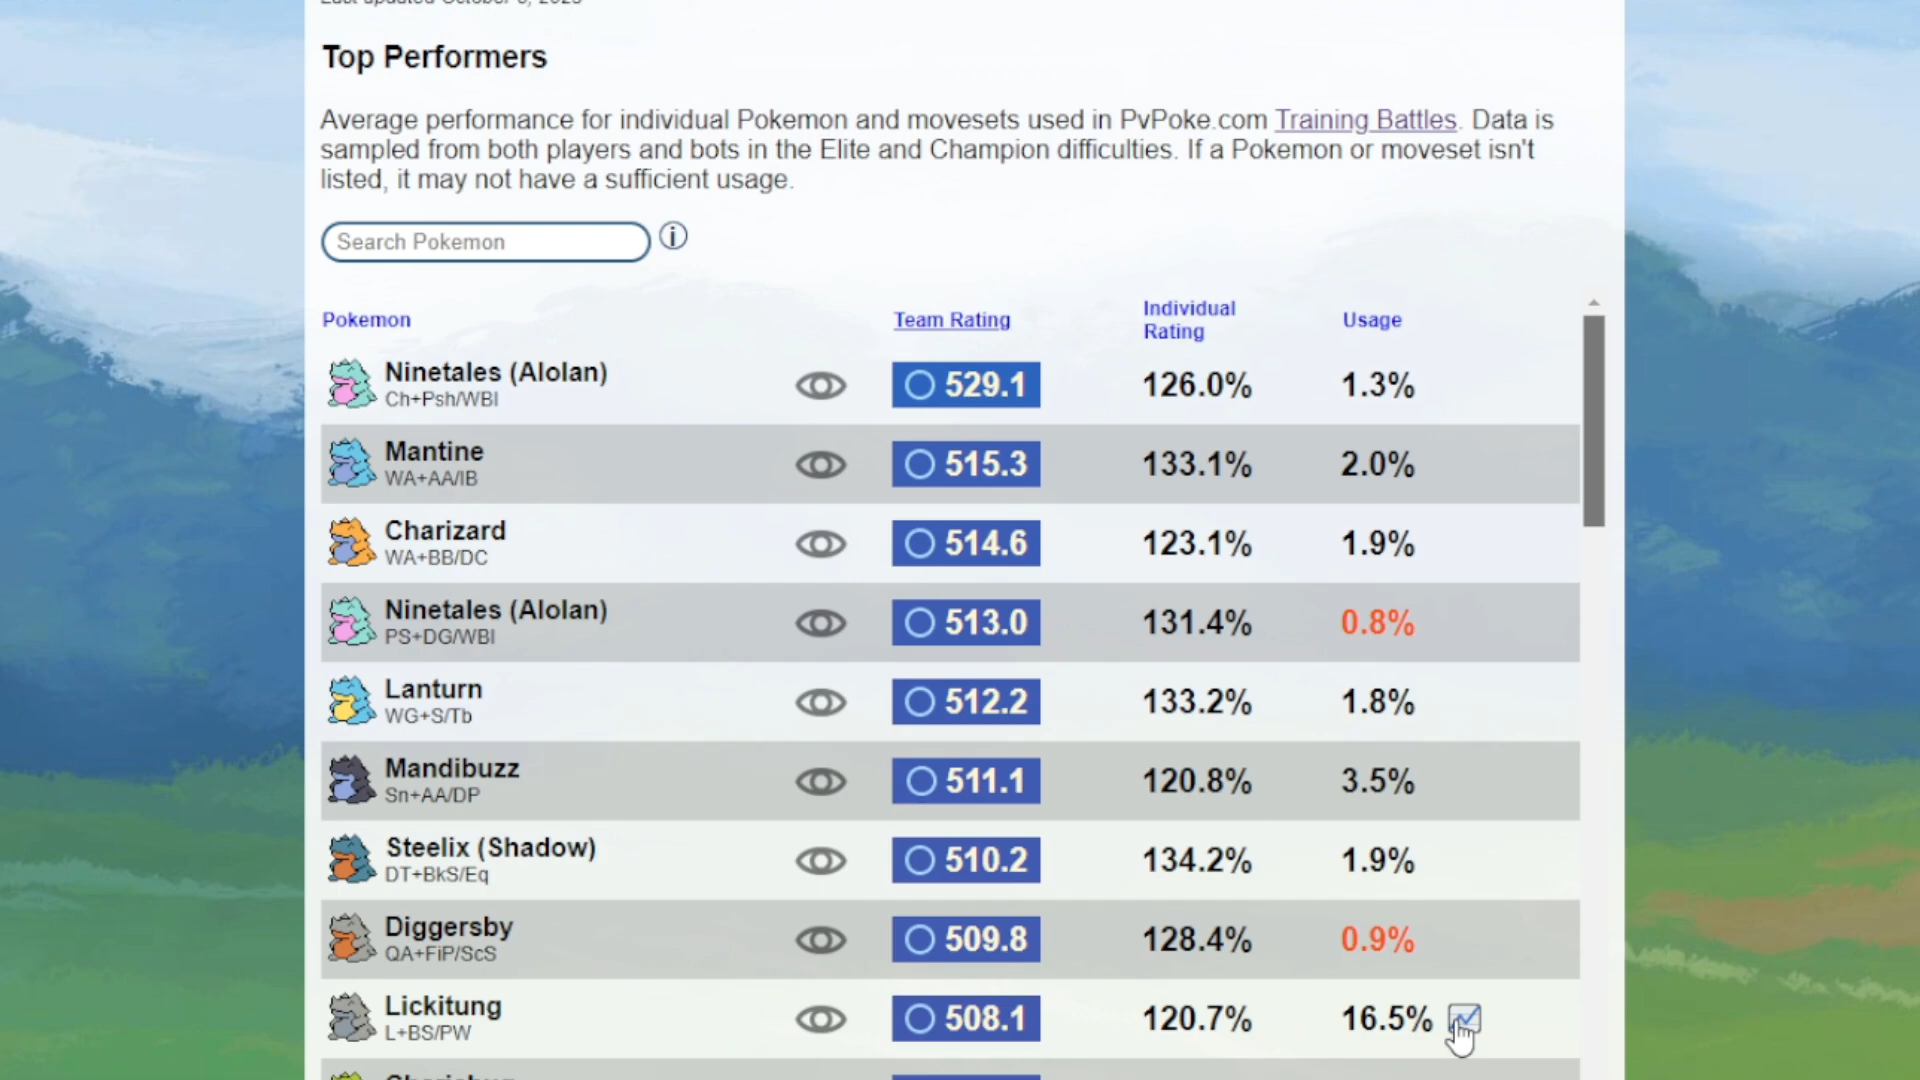 Last updated October 8, 2023
Top Performers
Average performance for individual Pokemon and movesets used in PvPoke.com Training Battles. Data is
sampled from both players and bots in the Elite and Champion difficulties. If a Pokemon or moveset isn't
listed, it may not have a sufficient usage.
Search Pokemon i
Pokemon Team Rating Individual Rating Usage
Ninetales (Alolan) 529.1 126.0% 1.3%
Ch+Psh/WBl
Mantine 515.3 133.1% 2.0%
WA+AA/IB
Charizard 514.6 123.1% 1.9%
WA+BB/DC
Ninetales (Alolan) 513.0 131.4% 0.8%
PS+DG/WBl
Lanturn 512.2 133.2% 1.8%
WG+S/Tb
Mandibuzz 511.1 120.8% 3.5%
Sn+AA/DP
Steelix (Shadow) 510.2 134.2% 1.9%
DT+BkS/Eq
Diggersby 509.8 128.4% 0.9%
QA+FiP/ScS
Lickitung 508.1 120.7% 16.5%
L+BS/PW